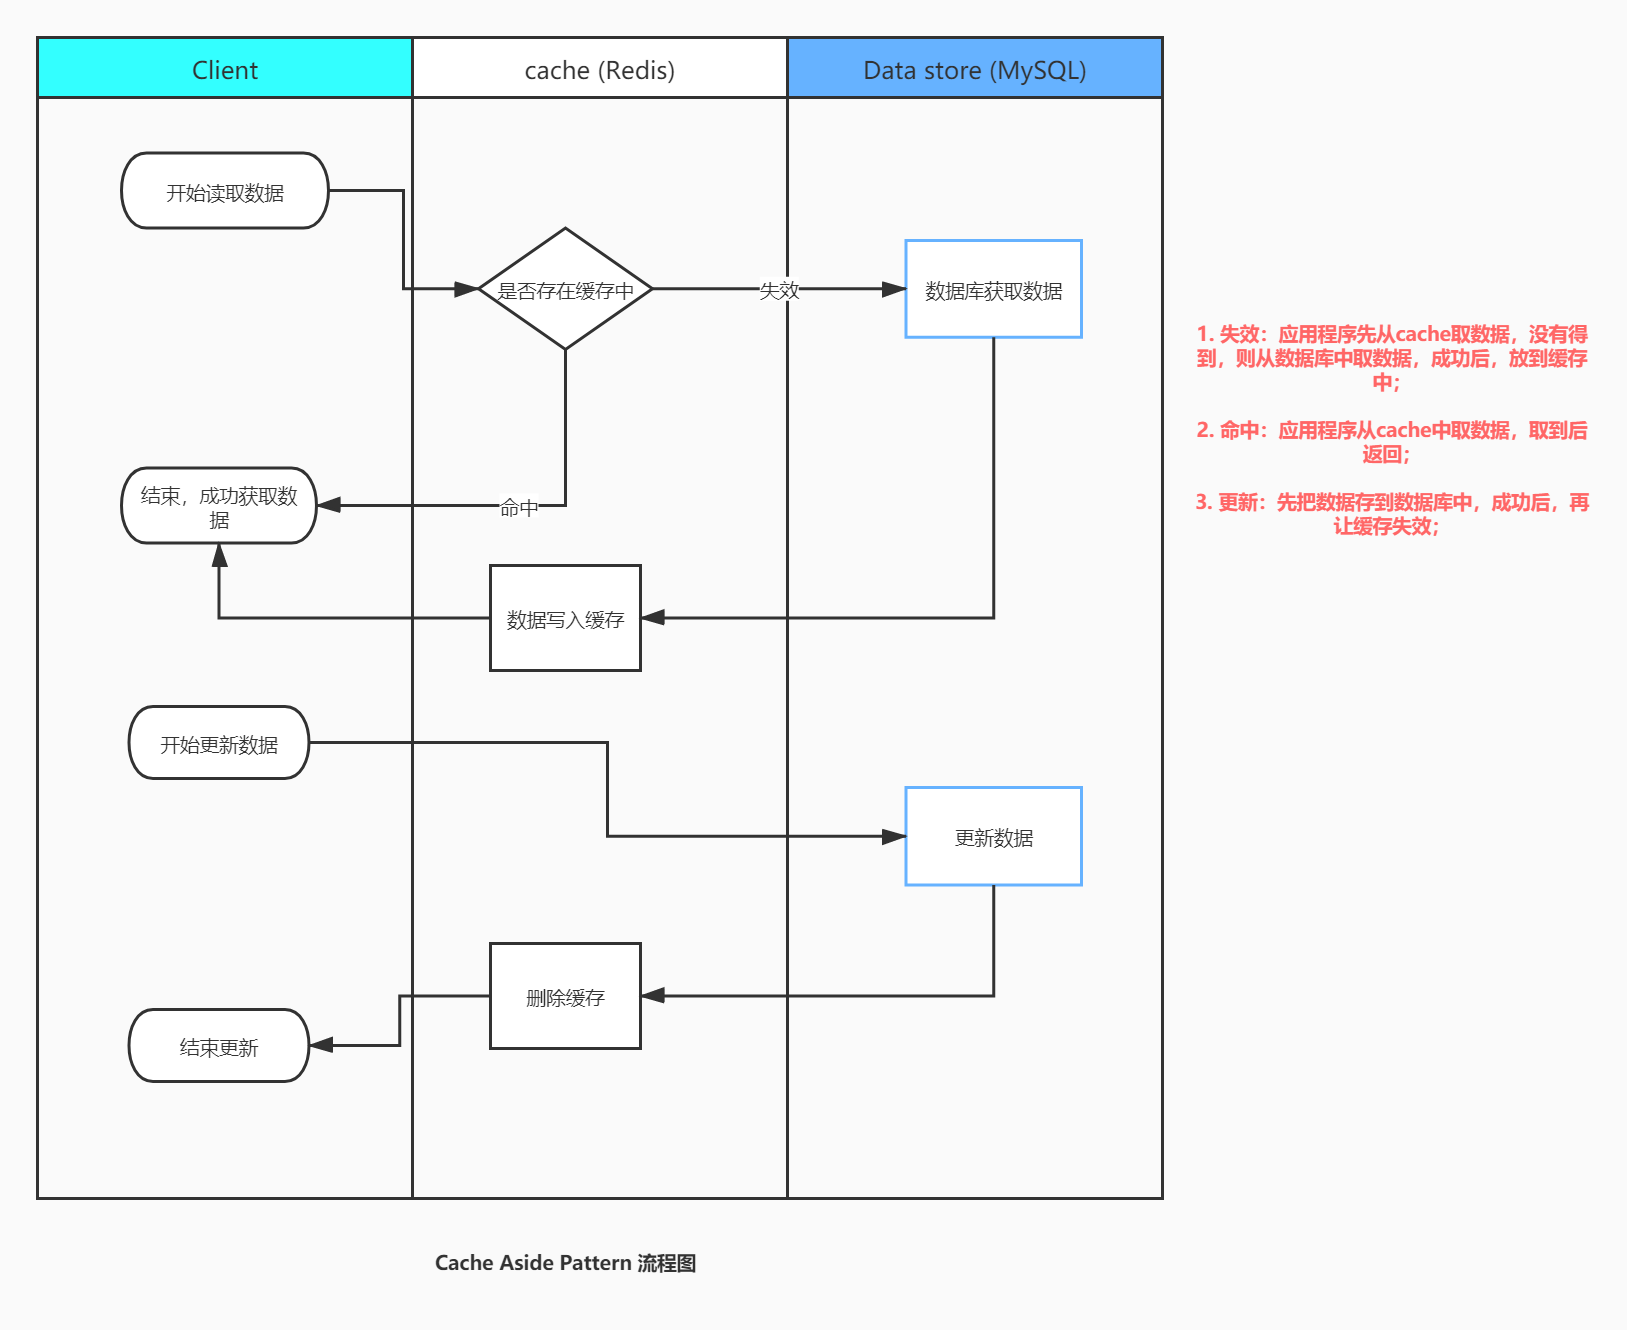 Client
cache (Redis)
Data store (MySQL)
开始读取数据
是否存在缓存中
失效
数据库获取数据
1. 失效：应用程序先从cache取数据，没有得
到，则从数据库中取数据，成功后，放到缓存
中；
2. 命中：应用程序从cache中取数据，取到后
返回；
3. 更新：先把数据存到数据库中，成功后，再
让缓存失效；
结束，成功获取数
据
命中
数据写入缓存
开始更新数据
更新数据
删除缓存
结束更新
Cache Aside Pattern 流程图